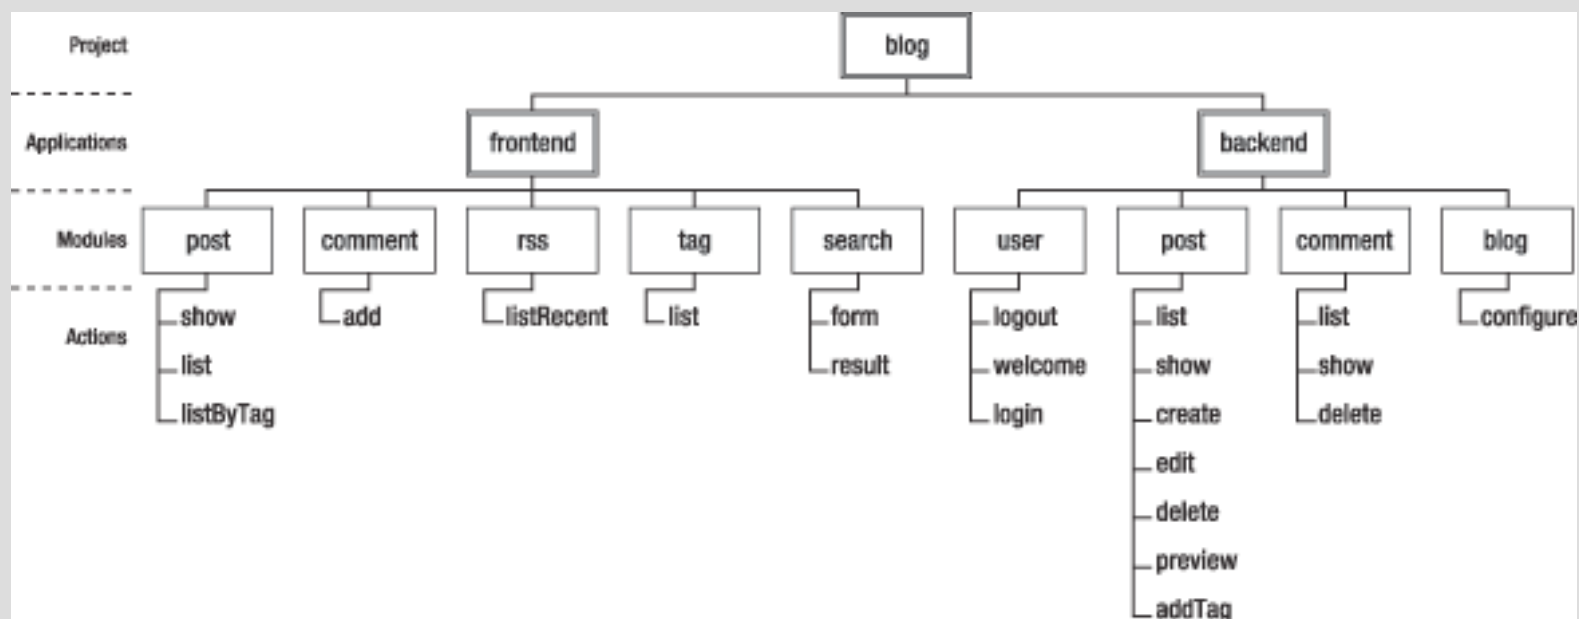 Project
blog
Applications
frontend backend
Modules post comment rss tag search user post comment blog
show add listRecent list form logout list list configure
Actions
list result welcome show show
listByTag login create delete
edit
delete
preview
addTag